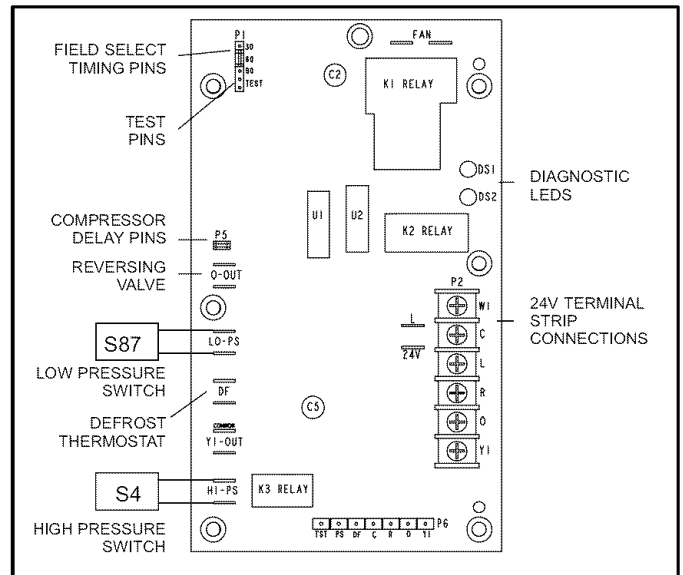 FIELD SELECT
TIMING PINS
TEST
PINS
COMPRESSOR
DELAY PINS
REVERSING
VALVE
S87
LOW PRESSURE
SWITCH
DEFROST
THERMOSTAT
S4
HIGH PRESSURE
SWITCH
P1
30
60
90
TEST
FAN
C2
K1 RELAY
DS1
DS2
DIAGNOSTIC
LEDS
U1
U2
K2 RELAY
P5
O-OUT
LO-PS
DF
Y1-OUT
HI-PS
K3 RELAY
C5
L
24V
P2
W1
C
L
R
O
Y1
24V TERMINAL
STRIP
CONNECTIONS
P6
TST PS DF C R O Y1